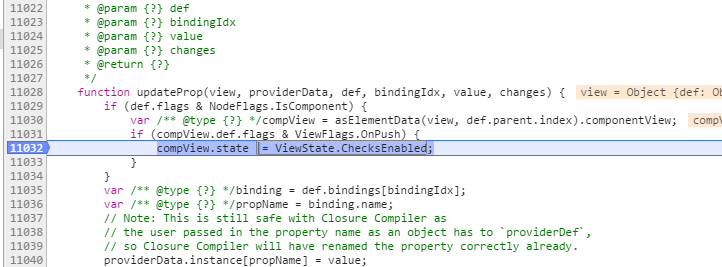 11022 * @param {?} def
11023 * @param {?} bindingIdx
11024 * @param {?} value
11025 * @param {?} changes
11026 * @return {?}
11027 */
11028 function updateProp(view, providerData, def, bindingIdx, value, changes) { view = Object {def: Ob
11029 if (def.flags & NodeFlags.IsComponent) {
11030 var /** @type {?} */compView = asElementData(view, def.parent.index).componentView; compV
11031 if (compView.def.flags & ViewFlags.OnPush) {
11032 compView.state |= ViewState.ChecksEnabled;
11033 }
11034 }
11035 var /** @type {?} */binding = def.bindings[bindingIdx];
11036 var /** @type {?} */propName = binding.name;
11037 // Note: This is still safe with Closure Compiler as
11038 // the user passed in the property name as an object has to `providerDef`,
11039 // so Closure Compiler will have renamed the property correctly already.
11040 providerData.instance[propName] = value;